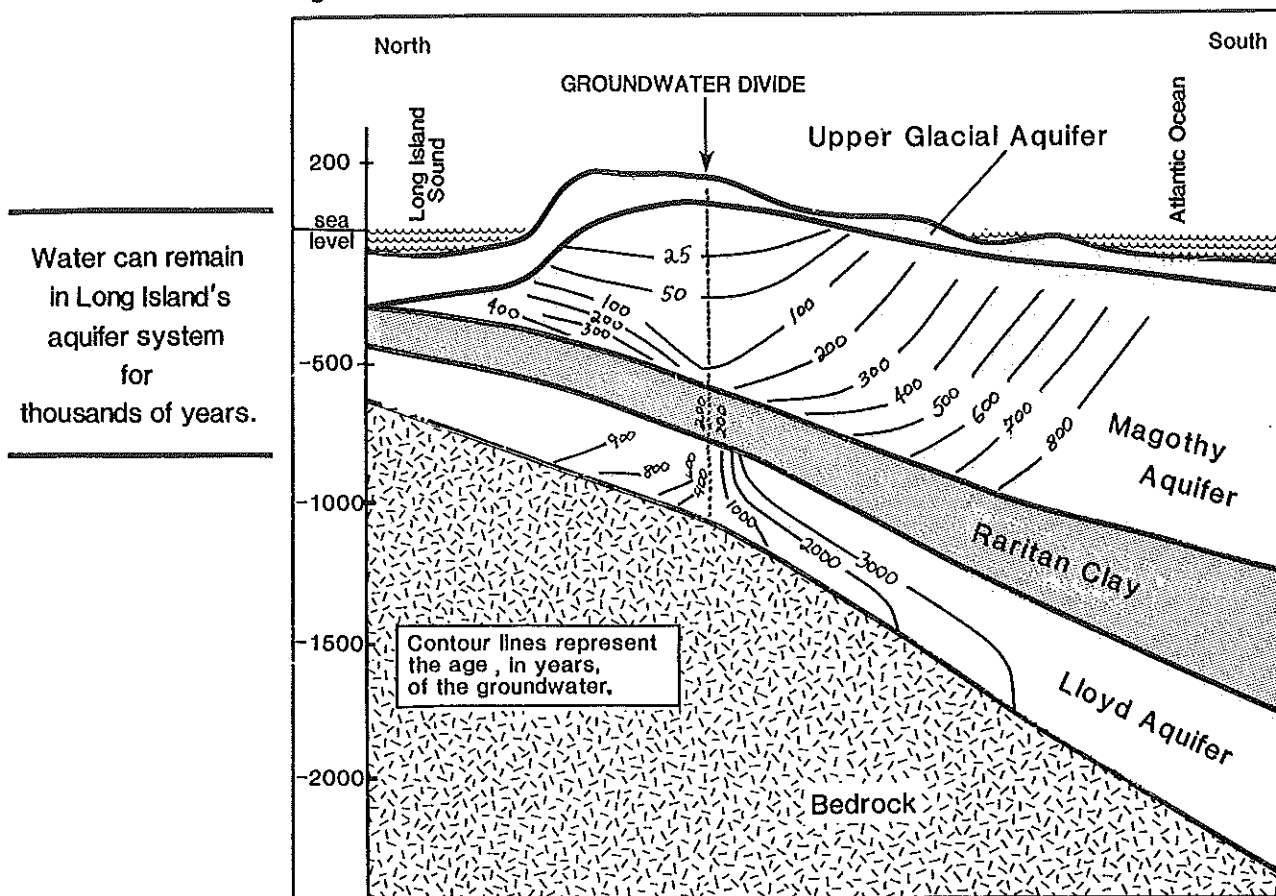 North
South
GROUNDWATER DIVIDE
Upper Glacial Aquifer
Long Island
Sound
Atlantic Ocean
200
sea
level
-500
-1000
-1500
-2000
Water can remain
in Long Island's
aquifer system
for
thousands of years.
25
50
100
200
300
400
100
200
300
400
500
600
700
800
200
200
900
800
1000
2000
3000
Magothy
Aquifer
Raritan Clay
Lloyd Aquifer
Contour lines represent
the age, in years,
of the groundwater.
Bedrock